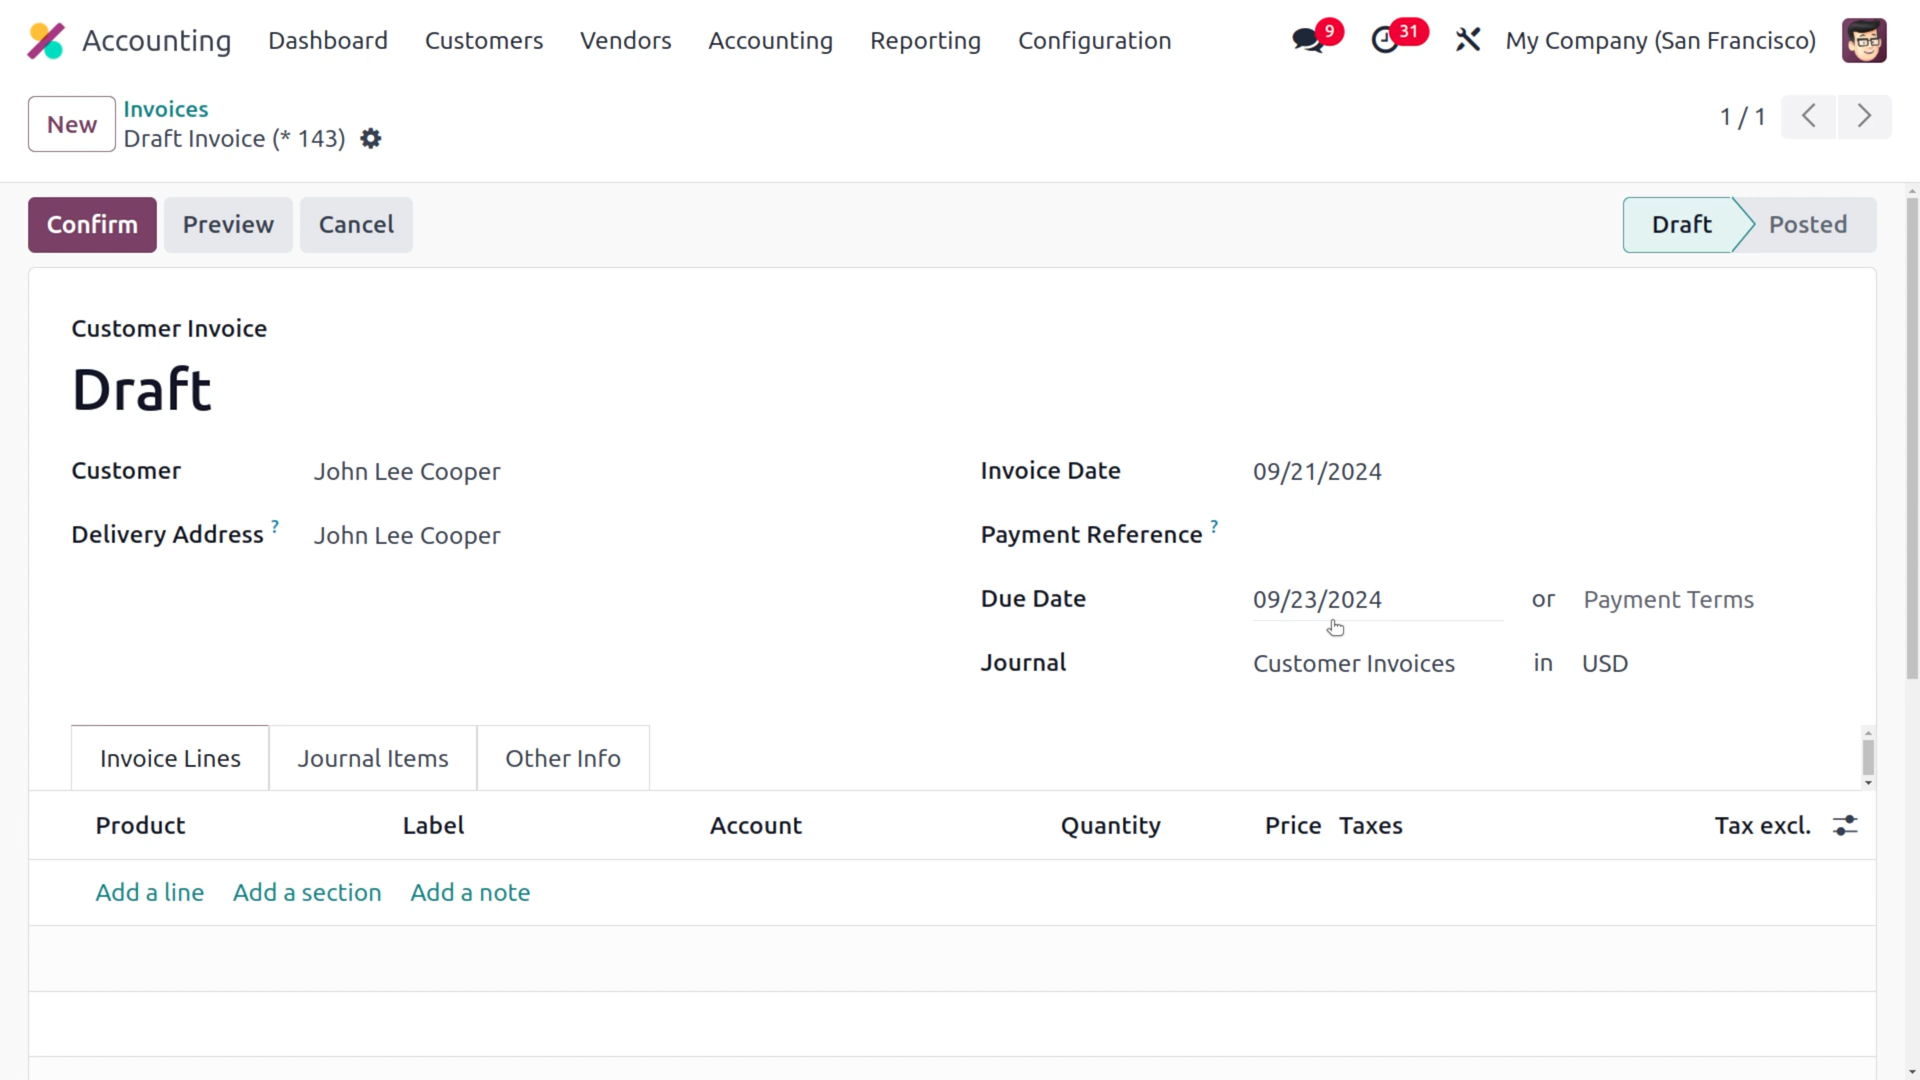 Accounting Dashboard Customers Vendors Accounting Reporting Configuration 9 31 My Company (San Francisco)
New Invoices 1 / 1
Draft Invoice (* 143)
Confirm Preview Cancel Draft Posted
Customer Invoice
Draft
Customer John Lee Cooper Invoice Date 09/21/2024
Delivery Address ? John Lee Cooper Payment Reference ?
Due Date 09/23/2024 or Payment Terms
Journal Customer Invoices in USD
Invoice Lines Journal Items Other Info
Product Label Account Quantity Price Taxes Tax excl.
Add a line Add a section Add a note